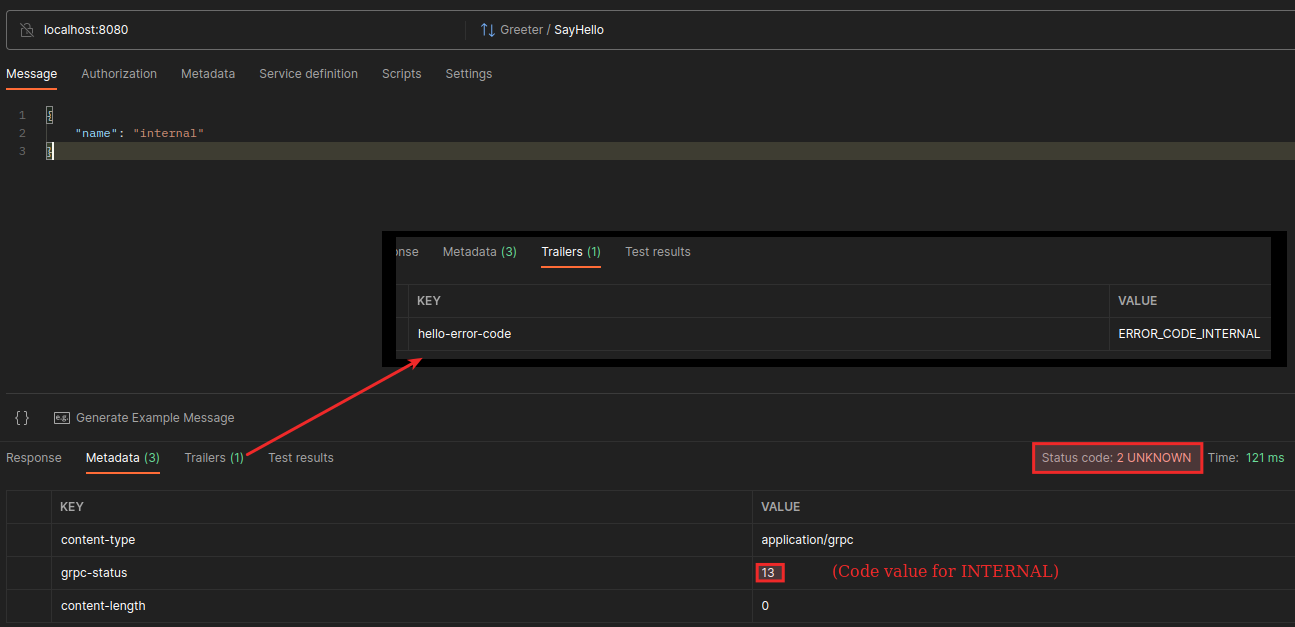 localhost:8080 Greeter / SayHello
Message Authorization Metadata Service definition Scripts Settings
1 {
2 "name": "internal"
3 }
Metadata (3) Trailers (1) Test results
KEY VALUE
hello-error-code ERROR_CODE_INTERNAL
{} e.g. Generate Example Message
Response Metadata (3) Trailers (1) Test results Status code: 2 UNKNOWN Time: 121 ms
KEY VALUE
content-type application/grpc
grpc-status 13 (Code value for INTERNAL)
content-length 0